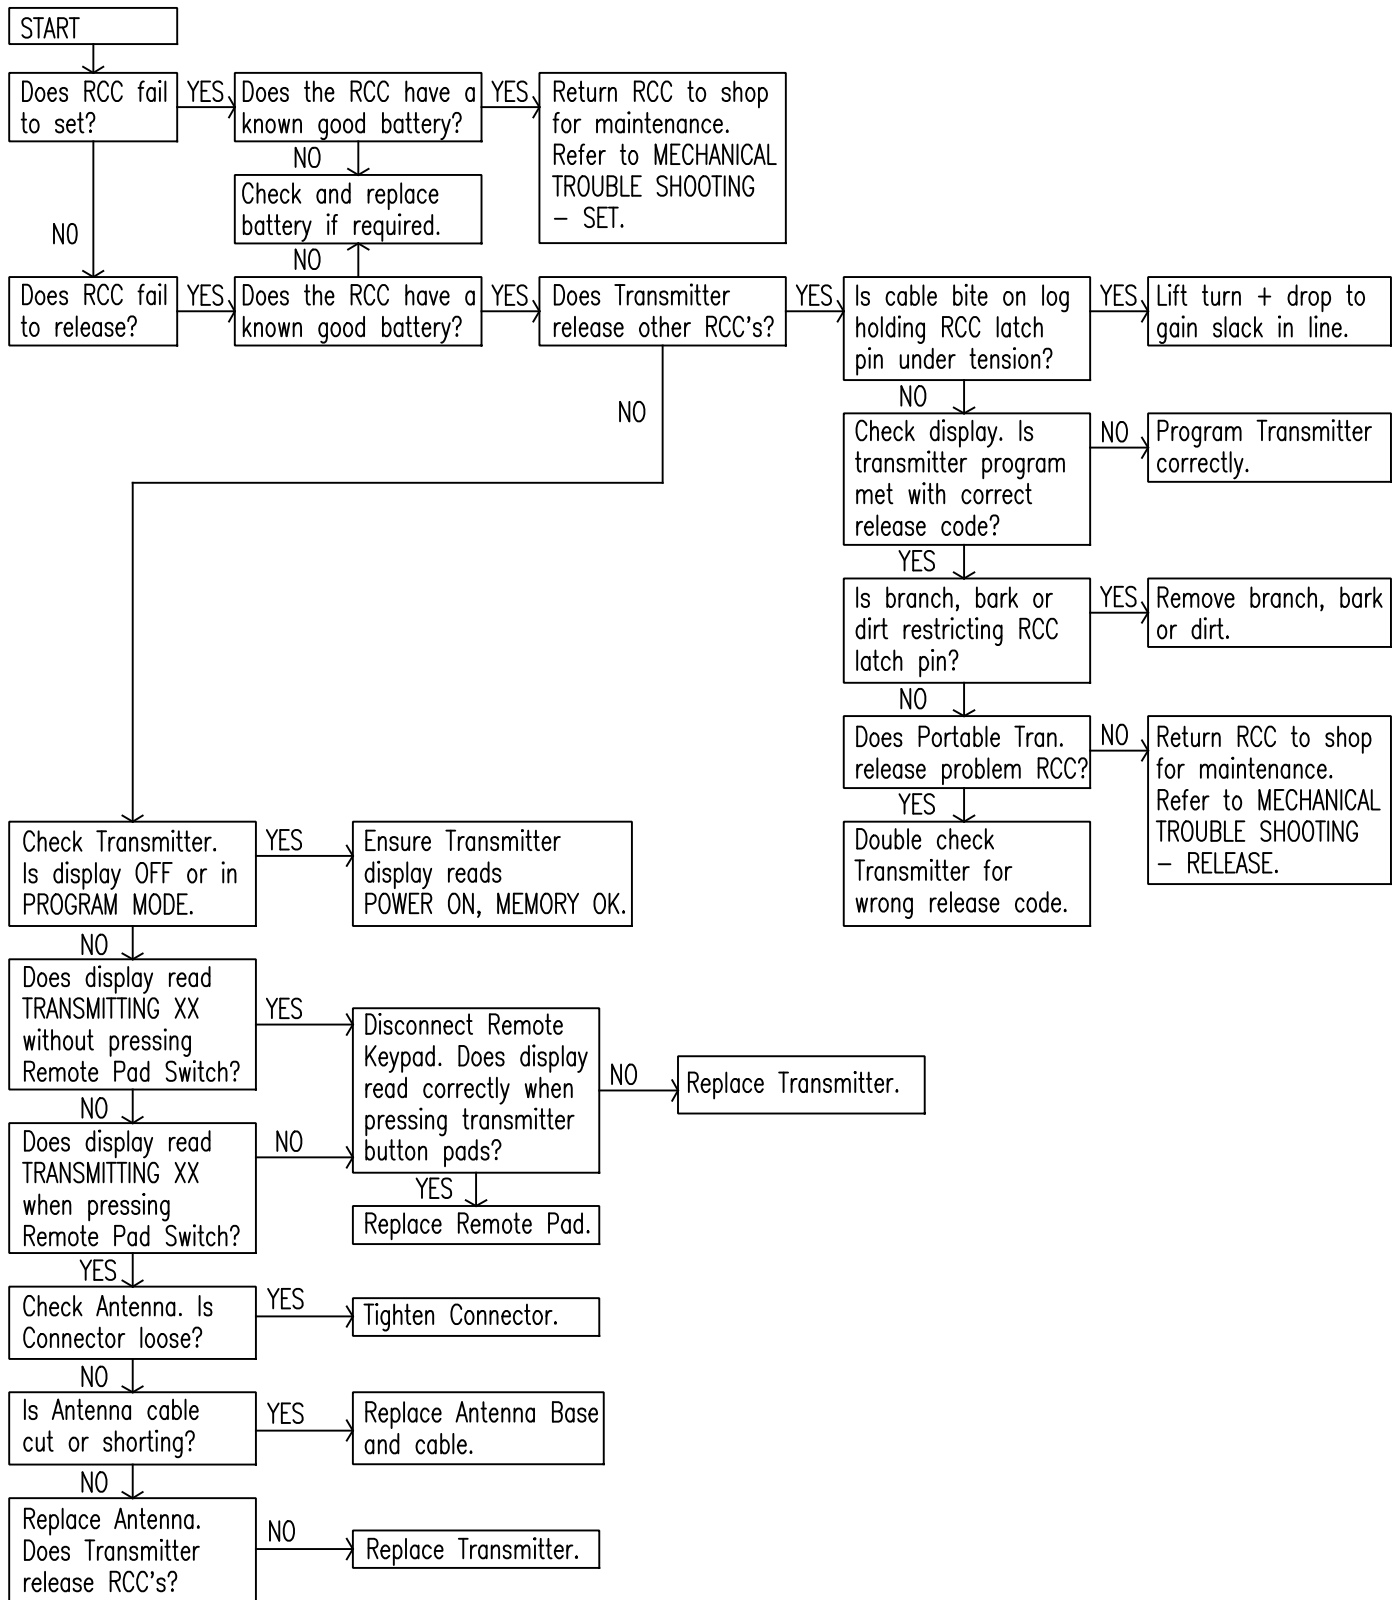 START
Does RCC fail
to set?
YES
Does the RCC have a
known good battery?
YES
Return RCC to shop
for maintenance.
Refer to MECHANICAL
TROUBLE SHOOTING
– SET.
NO
Check and replace
battery if required.
NO
NO
Does RCC fail
to release?
YES
Does the RCC have a
known good battery?
YES
Does Transmitter
release other RCC's?
YES
Is cable bite on log
holding RCC latch
pin under tension?
YES
Lift turn + drop to
gain slack in line.
NO
NO
Check display. Is
transmitter program
met with correct
release code?
NO
Program Transmitter
correctly.
YES
Is branch, bark or
dirt restricting RCC
latch pin?
YES
Remove branch, bark
or dirt.
NO
Does Portable Tran.
release problem RCC?
NO
Return RCC to shop
for maintenance.
Refer to MECHANICAL
TROUBLE SHOOTING
– RELEASE.
YES
Double check
Transmitter for
wrong release code.
Check Transmitter.
Is display OFF or in
PROGRAM MODE.
YES
Ensure Transmitter
display reads
POWER ON, MEMORY OK.
NO
Does display read
TRANSMITTING XX
without pressing
Remote Pad Switch?
YES
Disconnect Remote
Keypad. Does display
read correctly when
pressing transmitter
button pads?
NO
Replace Transmitter.
NO
Does display read
TRANSMITTING XX
when pressing
Remote Pad Switch?
NO
YES
Replace Remote Pad.
YES
Check Antenna. Is
Connector loose?
YES
Tighten Connector.
NO
Is Antenna cable
cut or shorting?
YES
Replace Antenna Base
and cable.
NO
Replace Antenna.
Does Transmitter
release RCC's?
NO
Replace Transmitter.